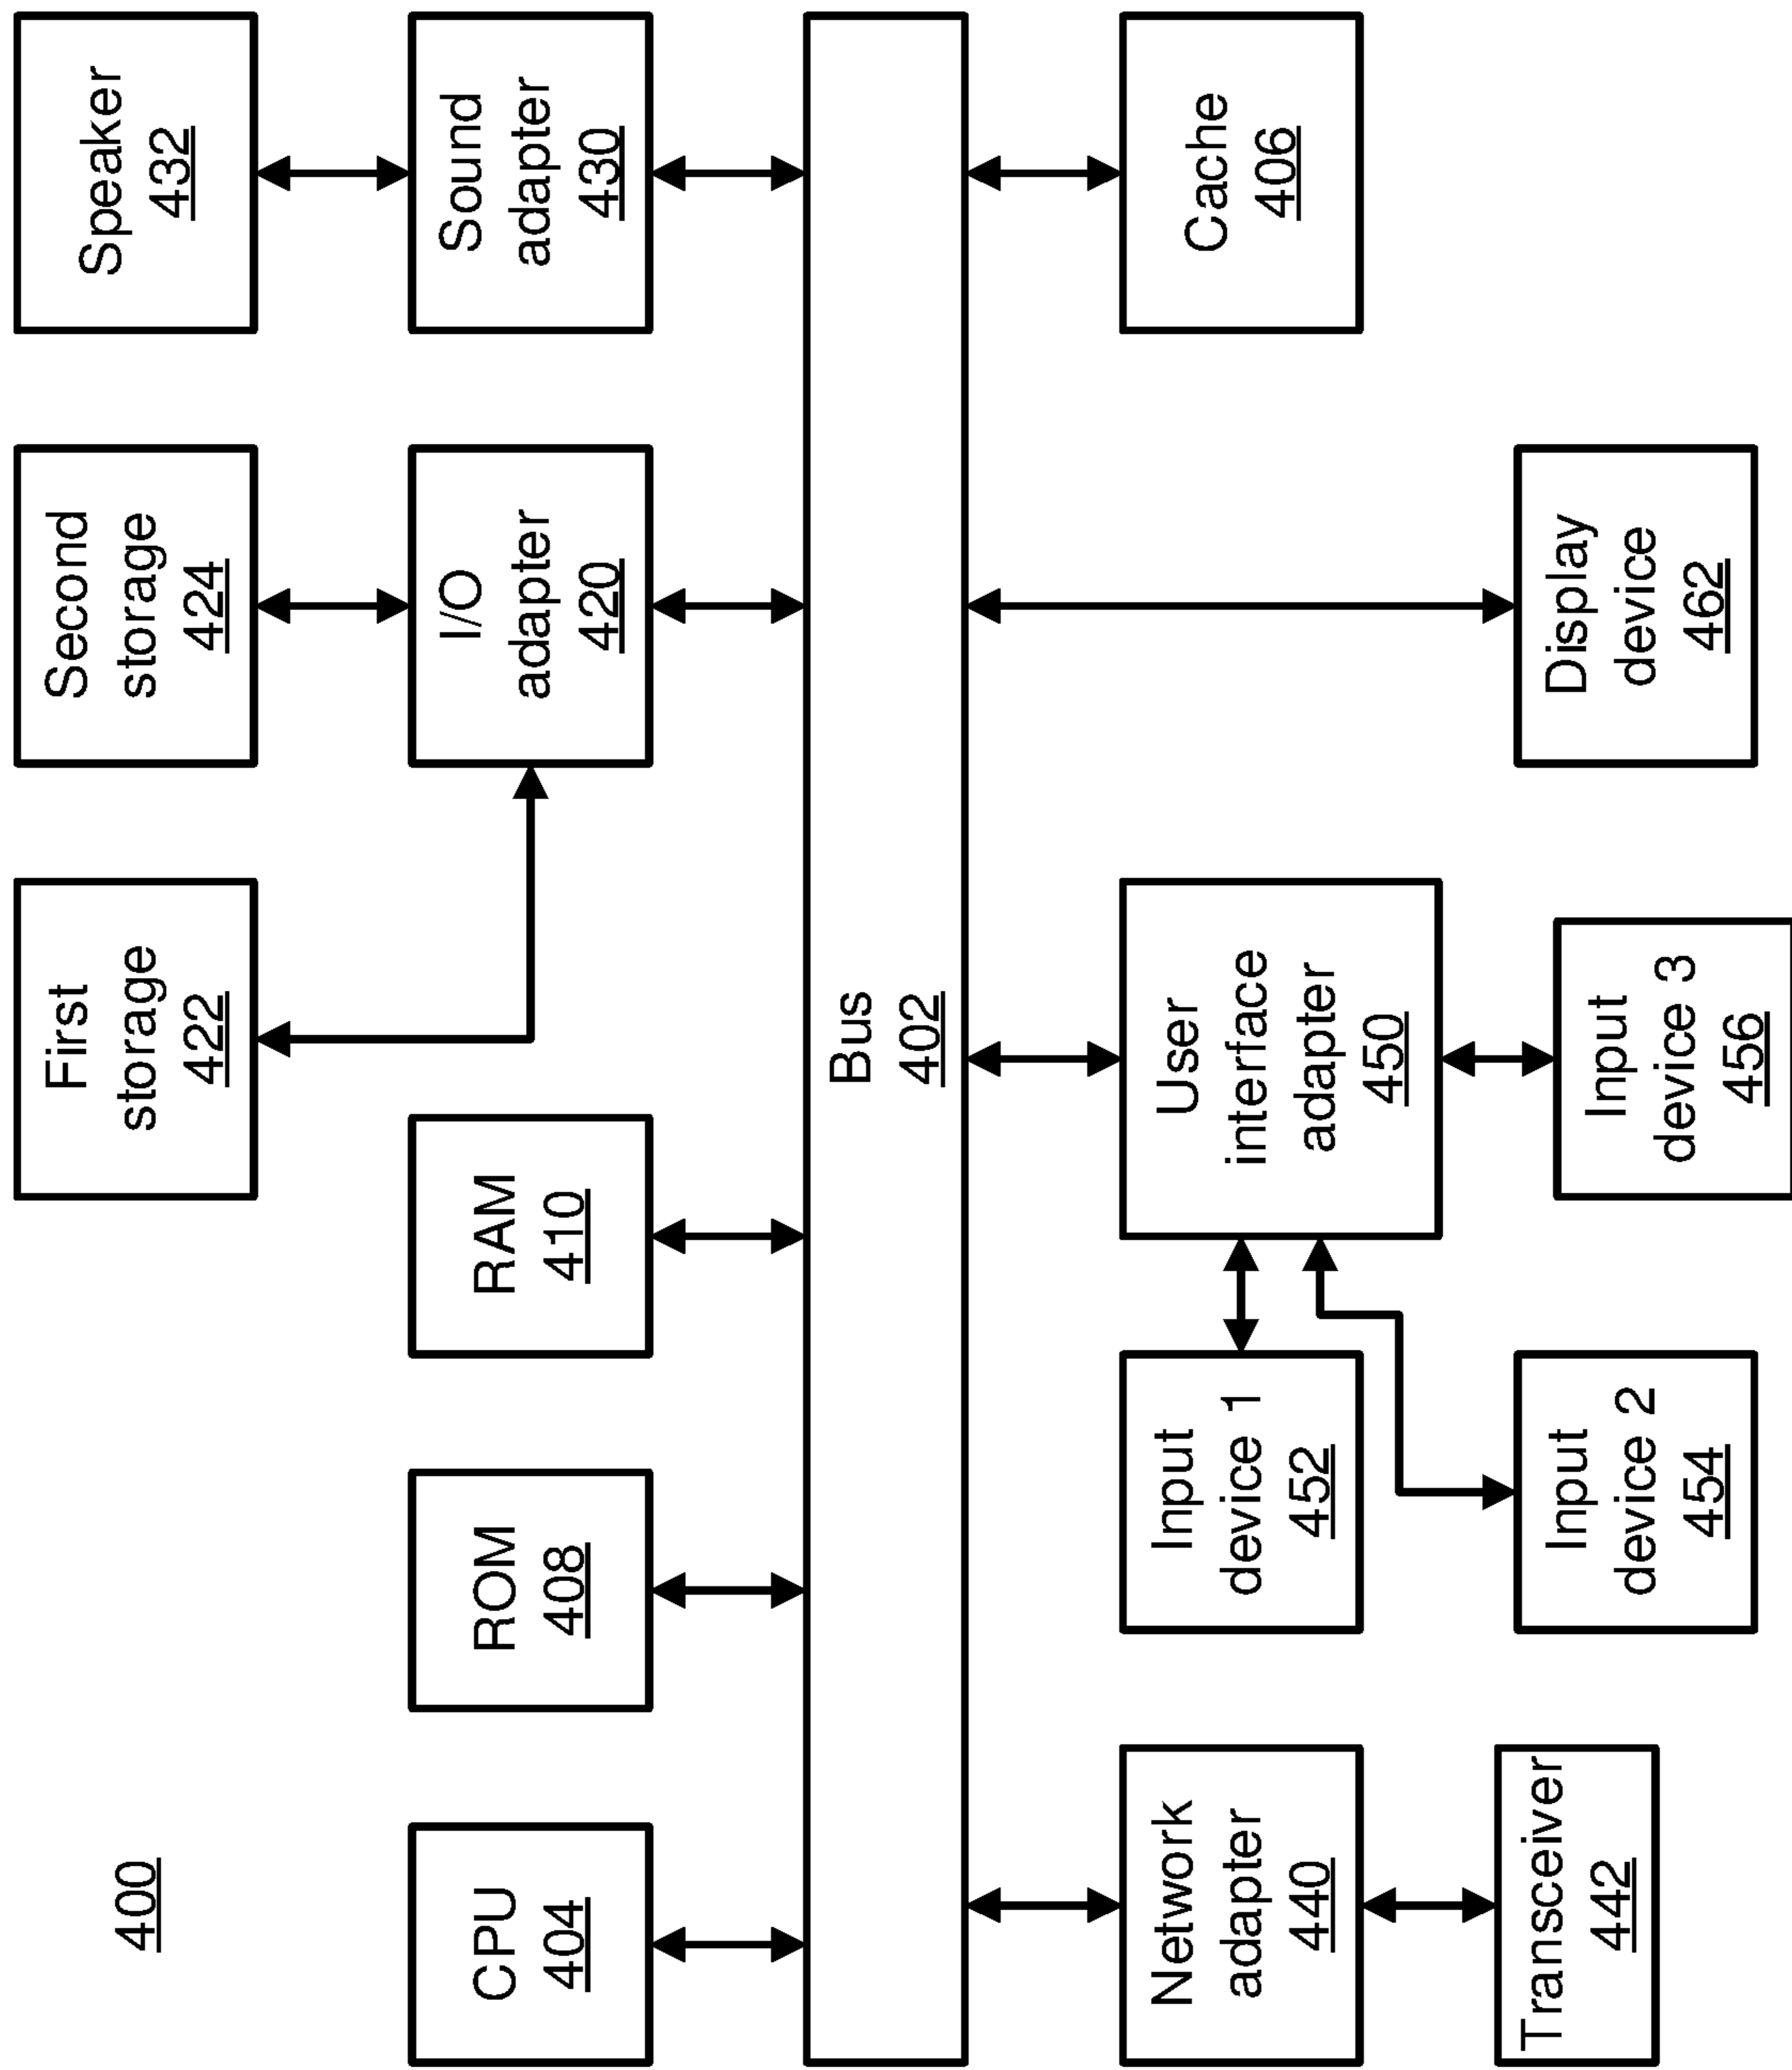 400
First
storage
422
Second
storage
424
Speaker
432
CPU
404
ROM
408
RAM
410
I/O
adapter
420
Sound
adapter
430
Bus
402
Network
adapter
440
Input
device 1
452
User
interface
adapter
450
Cache
406
Transceiver
442
Input
device 2
454
Input
device 3
456
Display
device
462